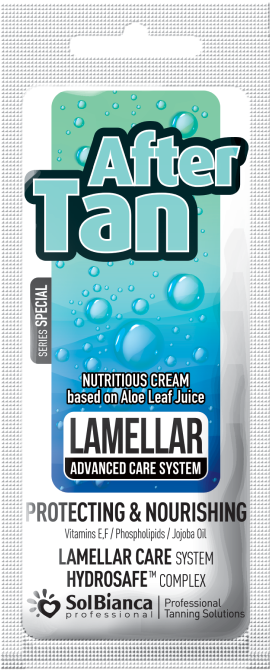 After
Tan
SERIES SPECIAL
NUTRITIOUS CREAM
based on Aloe Leaf Juice
LAMELLAR
ADVANCED CARE SYSTEM
PROTECTING & NOURISHING
Vitamins E,F / Phospholipids / Jojoba Oil
LAMELLAR CARE SYSTEM
HYDROSAFE™ COMPLEX
SolBianca
professional
Professional
Tanning Solutions